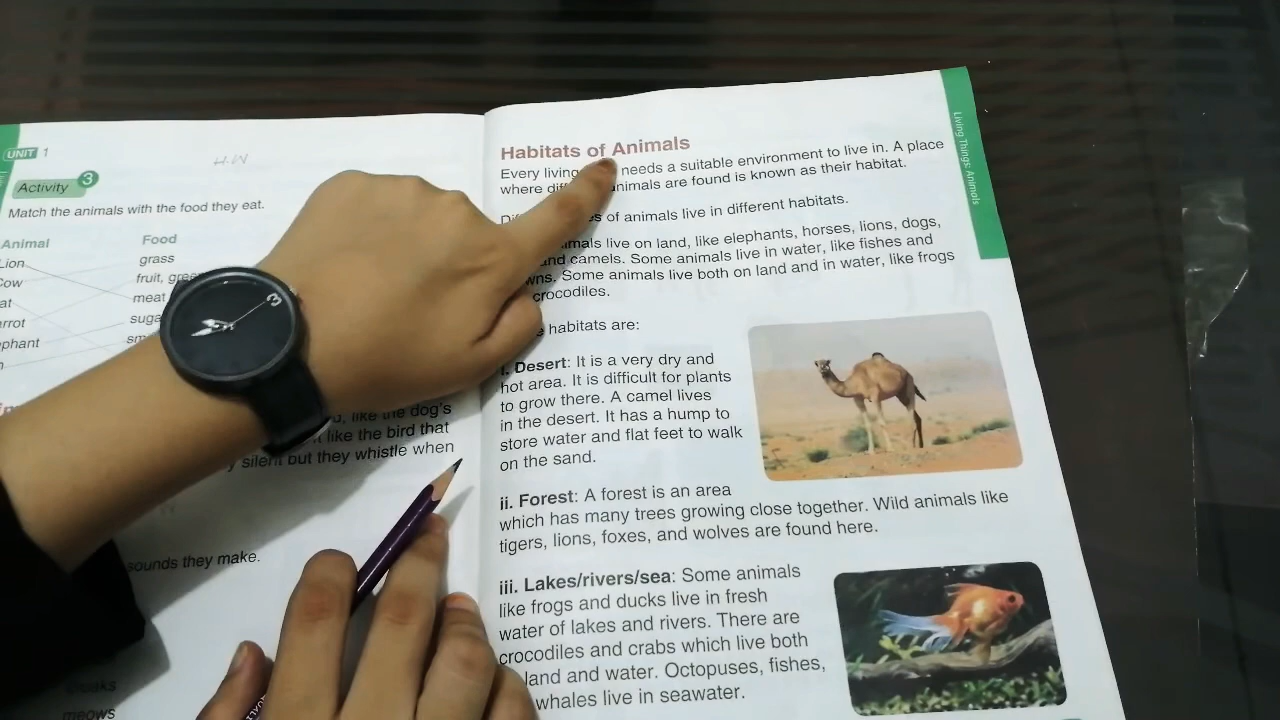 UNIT 1
H.W
Activity 3
Match the animals with the food they eat.
Animal Food
Lion grass
Cow fruit,
meat
sounds they make.
like the dog's
like the bird that
silent but they whistle when
meows
Habitats of Animals
Every living needs a suitable environment to live in. A place
where animals are found is known as their habitat.
of animals live in different habitats.
live on land, like elephants, horses, lions, dogs,
and camels. Some animals live in water, like fishes and
Some animals live both on land and in water, like frogs
crocodiles.
habitats are:
i. Desert: It is a very dry and
hot area. It is difficult for plants
to grow there. A camel lives
in the desert. It has a hump to
store water and flat feet to walk
on the sand.
ii. Forest: A forest is an area
which has many trees growing close together. Wild animals like
tigers, lions, foxes, and wolves are found here.
iii. Lakes/rivers/sea: Some animals
like frogs and ducks live in fresh
water of lakes and rivers. There are
crocodiles and crabs which live both
land and water. Octopuses, fishes,
whales live in seawater.
Living Things: Animals
3